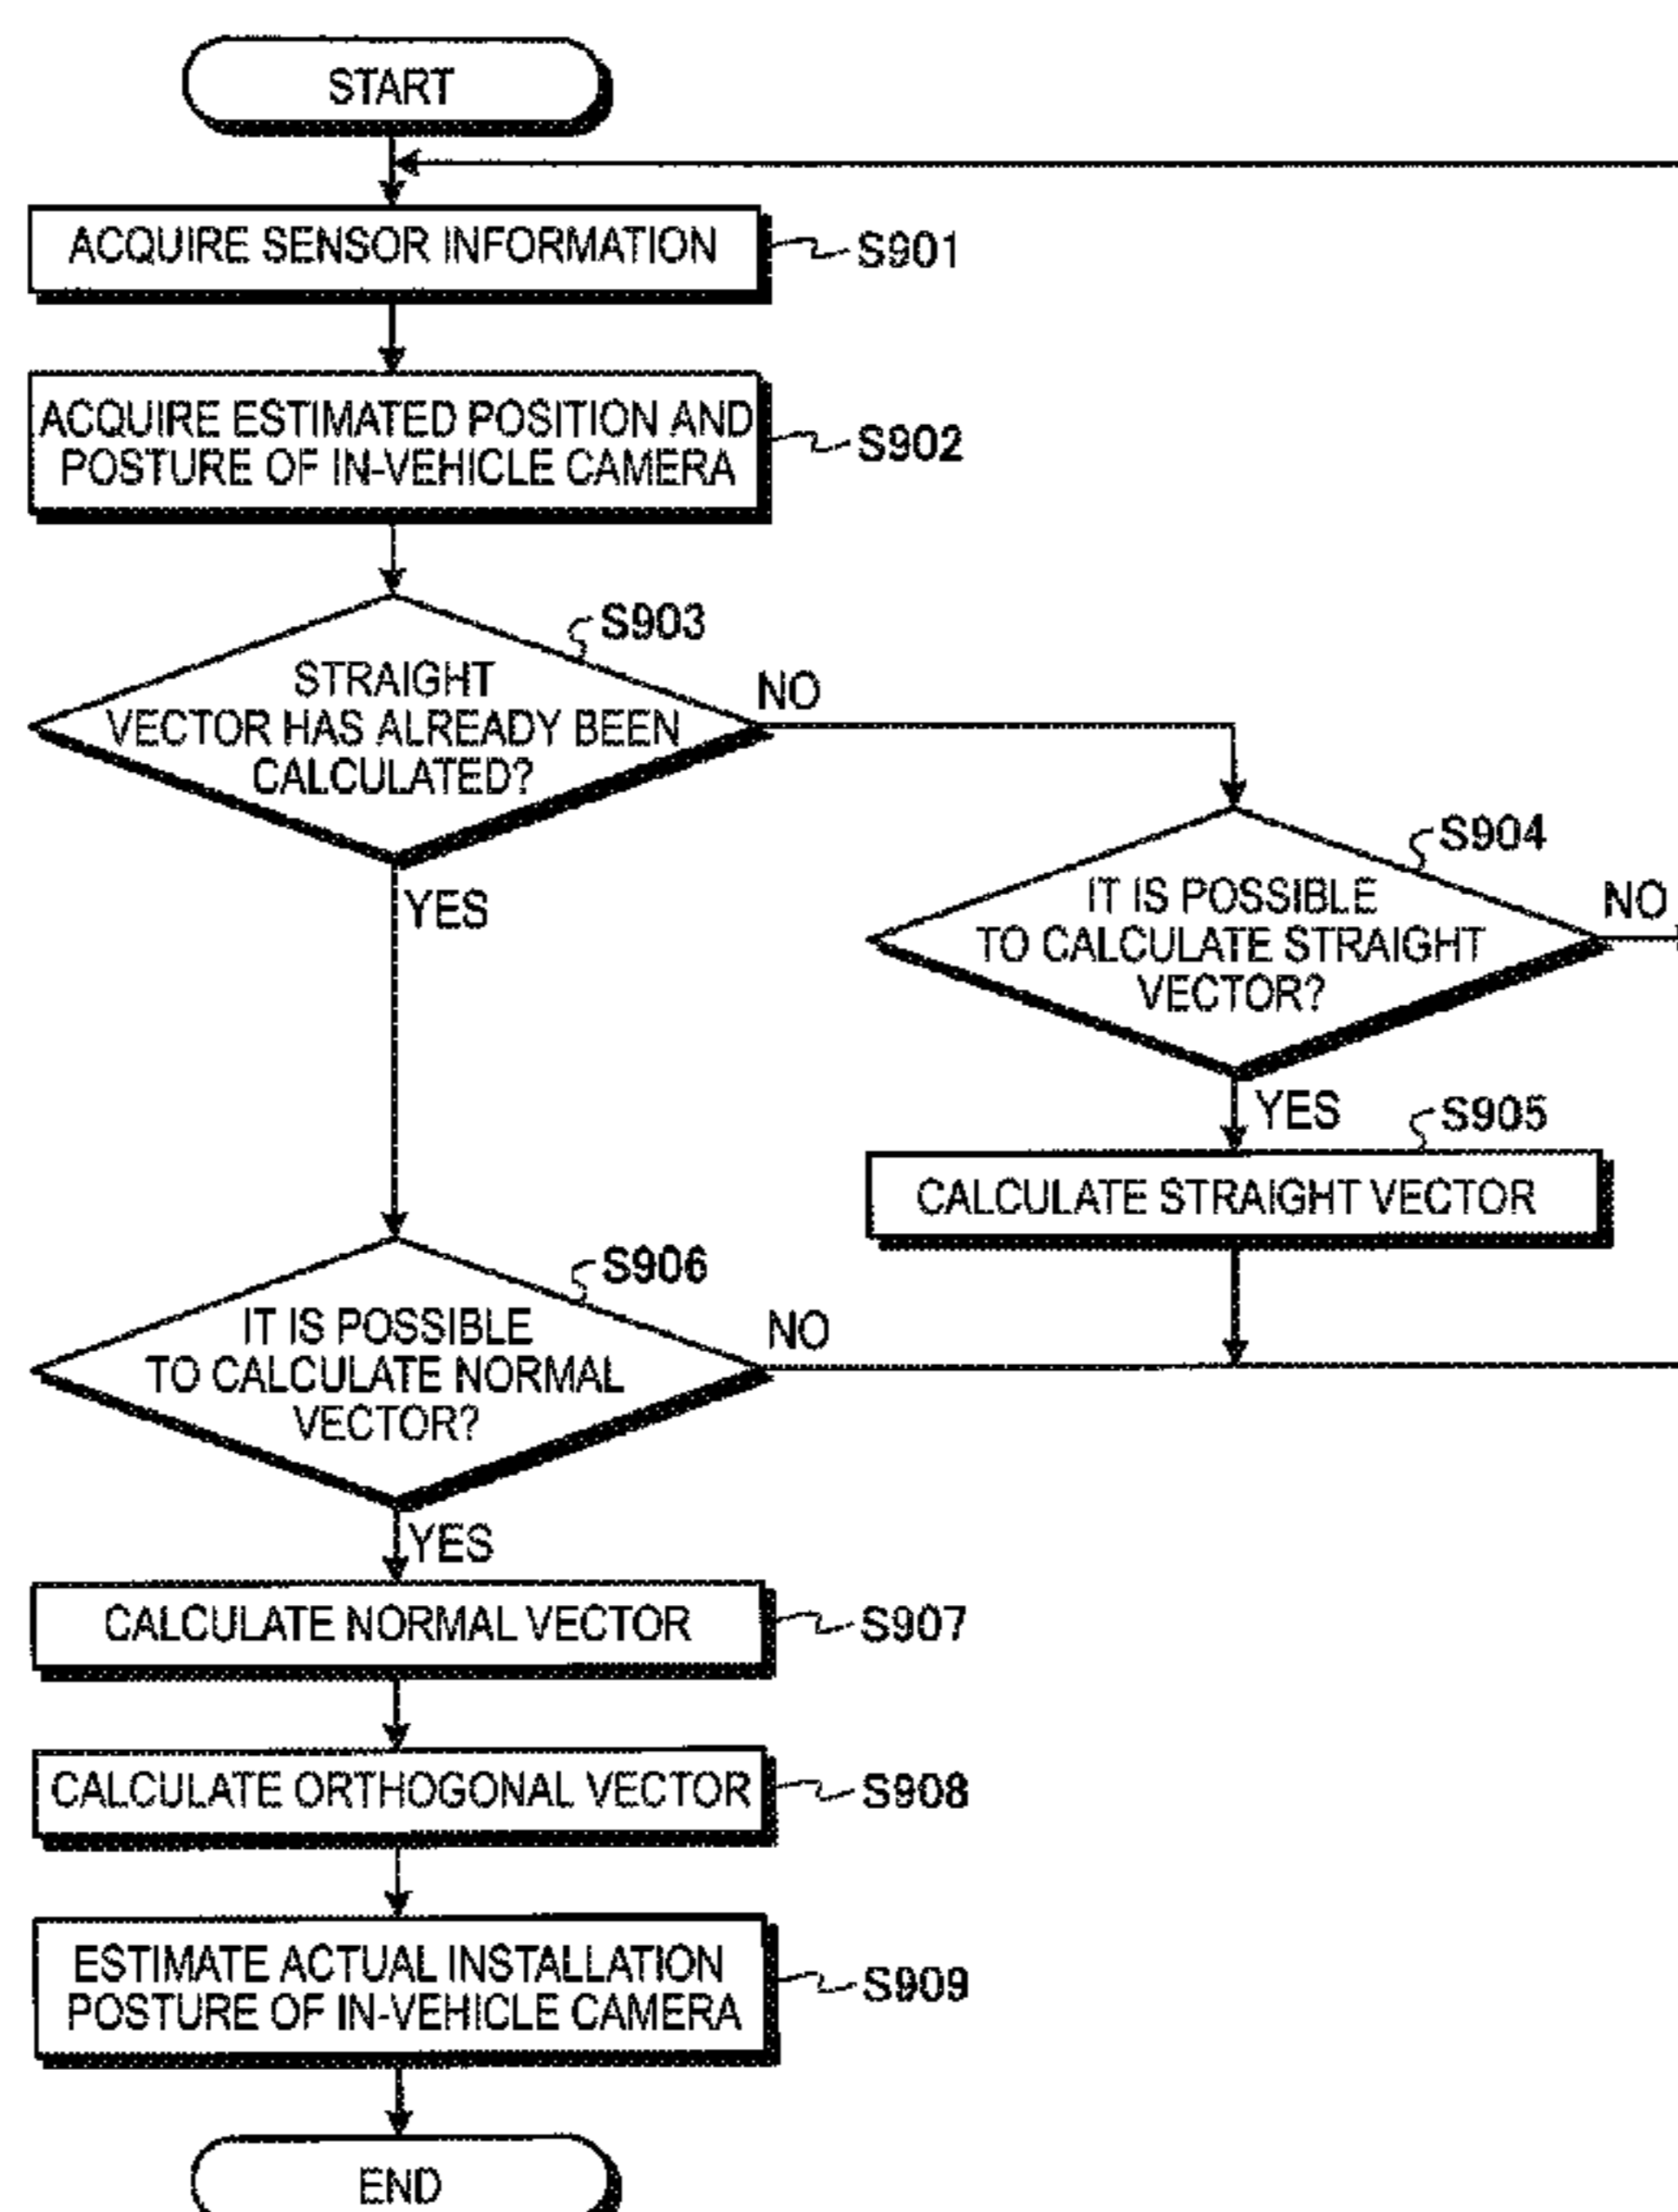 START
ACQUIRE SENSOR INFORMATION
S901
ACQUIRE ESTIMATED POSITION AND
POSTURE OF IN-VEHICLE CAMERA
S902
S903
STRAIGHT
VECTOR HAS ALREADY BEEN
CALCULATED?
NO
YES
S904
IT IS POSSIBLE
TO CALCULATE STRAIGHT
VECTOR?
NO
YES
S905
CALCULATE STRAIGHT VECTOR
S906
IT IS POSSIBLE
TO CALCULATE NORMAL
VECTOR?
NO
YES
CALCULATE NORMAL VECTOR
S907
CALCULATE ORTHOGONAL VECTOR
S908
ESTIMATE ACTUAL INSTALLATION
POSTURE OF IN-VEHICLE CAMERA
S909
END